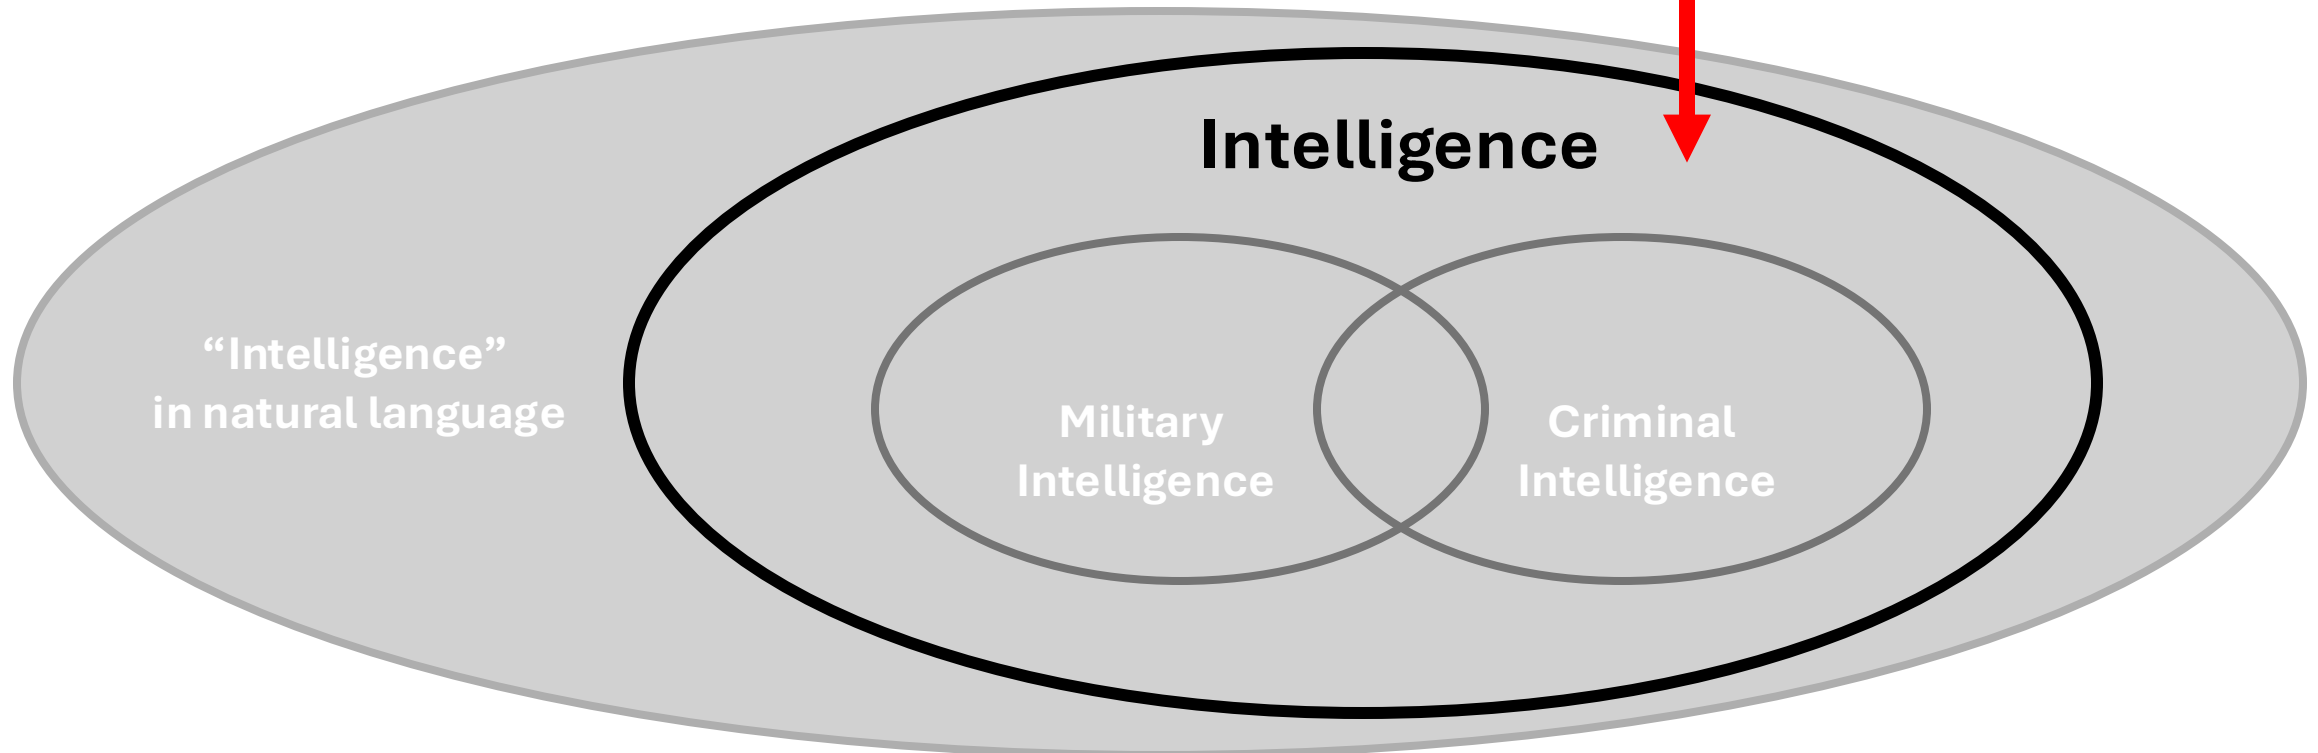 Intelligence
“Intelligence”
in natural language
Military
Intelligence
Criminal
Intelligence